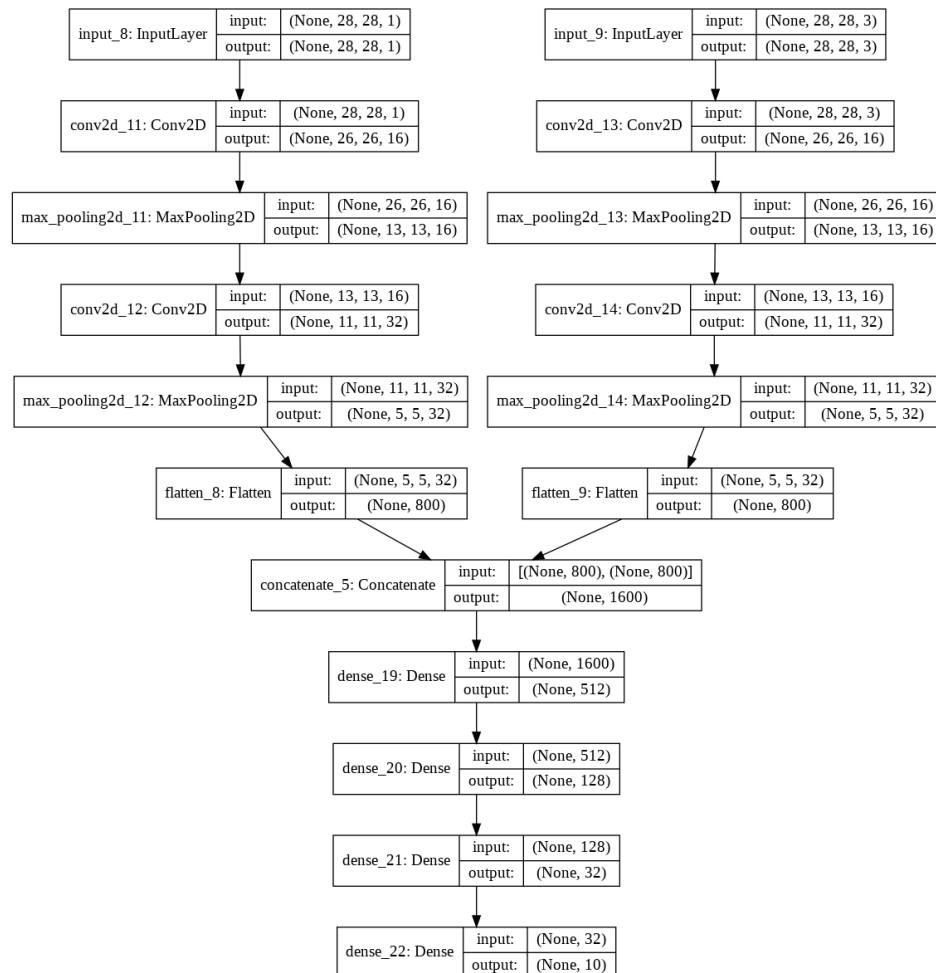 input_8: InputLayer
input: (None, 28, 28, 1)
output: (None, 28, 28, 1)
input_9: InputLayer
input: (None, 28, 28, 3)
output: (None, 28, 28, 3)
conv2d_11: Conv2D
input: (None, 28, 28, 1)
output: (None, 26, 26, 16)
conv2d_13: Conv2D
input: (None, 28, 28, 3)
output: (None, 26, 26, 16)
max_pooling2d_11: MaxPooling2D
input: (None, 26, 26, 16)
output: (None, 13, 13, 16)
max_pooling2d_13: MaxPooling2D
input: (None, 26, 26, 16)
output: (None, 13, 13, 16)
conv2d_12: Conv2D
input: (None, 13, 13, 16)
output: (None, 11, 11, 32)
conv2d_14: Conv2D
input: (None, 13, 13, 16)
output: (None, 11, 11, 32)
max_pooling2d_12: MaxPooling2D
input: (None, 11, 11, 32)
output: (None, 5, 5, 32)
max_pooling2d_14: MaxPooling2D
input: (None, 11, 11, 32)
output: (None, 5, 5, 32)
flatten_8: Flatten
input: (None, 5, 5, 32)
output: (None, 800)
flatten_9: Flatten
input: (None, 5, 5, 32)
output: (None, 800)
concatenate_5: Concatenate
input: [(None, 800), (None, 800)]
output: (None, 1600)
dense_19: Dense
input: (None, 1600)
output: (None, 512)
dense_20: Dense
input: (None, 512)
output: (None, 128)
dense_21: Dense
input: (None, 128)
output: (None, 32)
dense_22: Dense
input: (None, 32)
output: (None, 10)